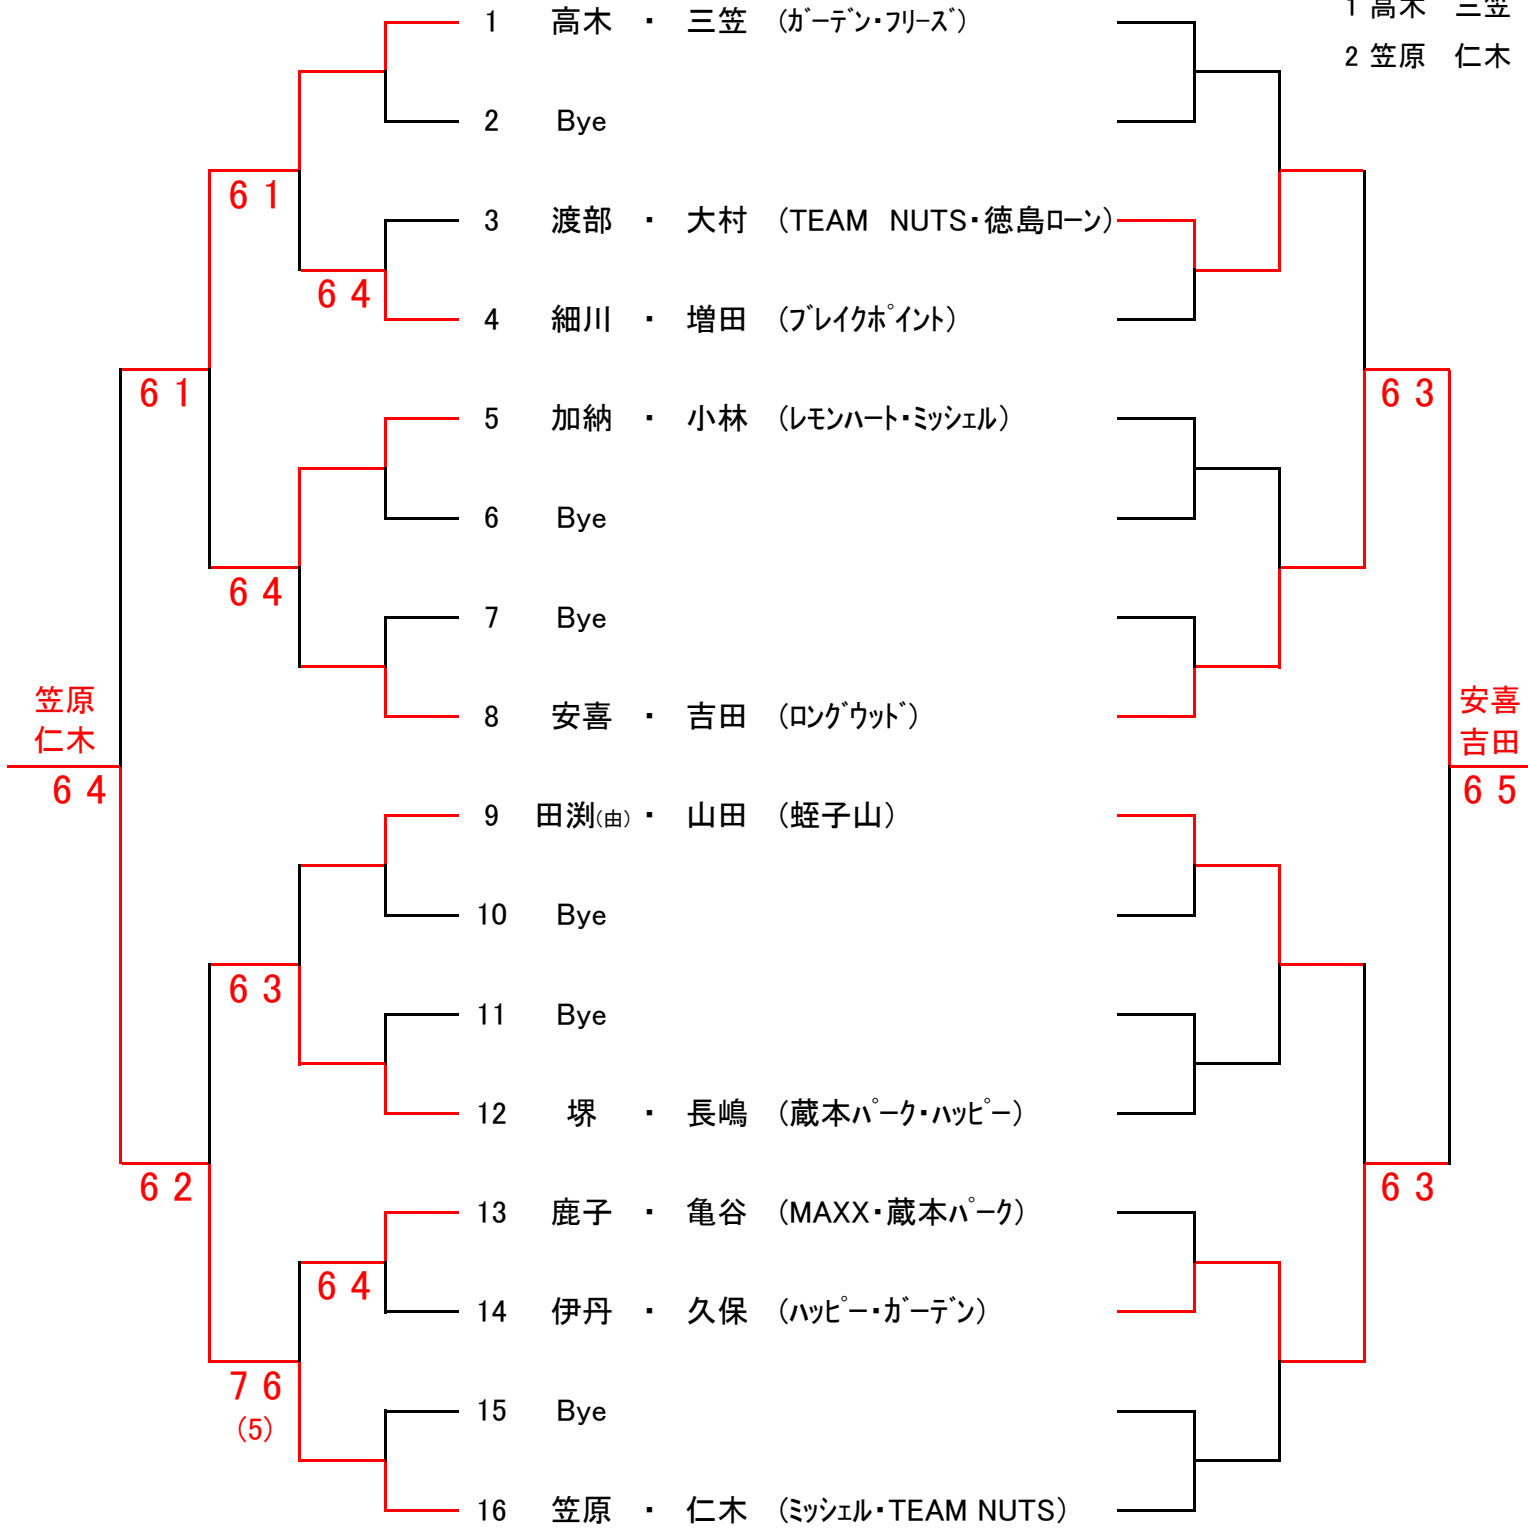 1 高木 三笠
2 笠原 仁木
1 高木 ・ 三笠 (ｶﾞｰﾃﾞﾝ・ﾌﾘｰｽﾞ)
2 Bye
6 1
3 渡部 ・ 大村 (TEAM NUTS・徳島ﾛｰﾝ)
6 4
4 細川 ・ 増田 (ﾌﾞﾚｲｸﾎﾟｲﾝﾄ)
6 1
6 3
5 加納 ・ 小林 (ﾚﾓﾝﾊｰﾄ・ﾐｯｼｪﾙ)
6 Bye
6 4
7 Bye
8 安喜 ・ 吉田 (ﾛﾝｸﾞｳｯﾄﾞ)
笠原
仁木
6 4
安喜
吉田
6 5
9 田渕(由) ・ 山田 (蛭子山)
10 Bye
6 3
11 Bye
12 堺 ・ 長嶋 (蔵本ﾊﾟｰｸ・ﾊｯﾋﾟｰ)
6 2
6 3
13 鹿子 ・ 亀谷 (MAXX・蔵本ﾊﾟｰｸ)
6 4
14 伊丹 ・ 久保 (ﾊｯﾋﾟｰ・ｶﾞｰﾃﾞﾝ)
7 6
(5)
15 Bye
16 笠原 ・ 仁木 (ﾐｯｼｪﾙ・TEAM NUTS)